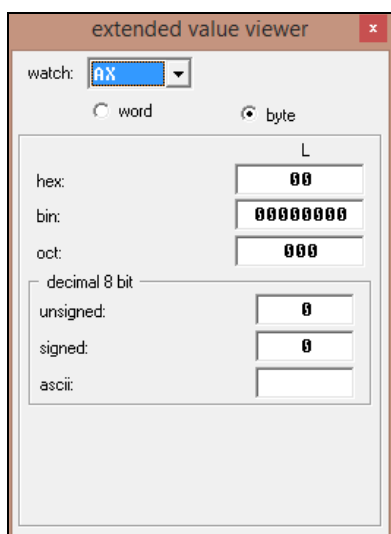 extended value viewer x
watch: AX
word byte
L
hex: 00
bin: 00000000
oct: 000
decimal 8 bit
unsigned: 0
signed: 0
ascii: